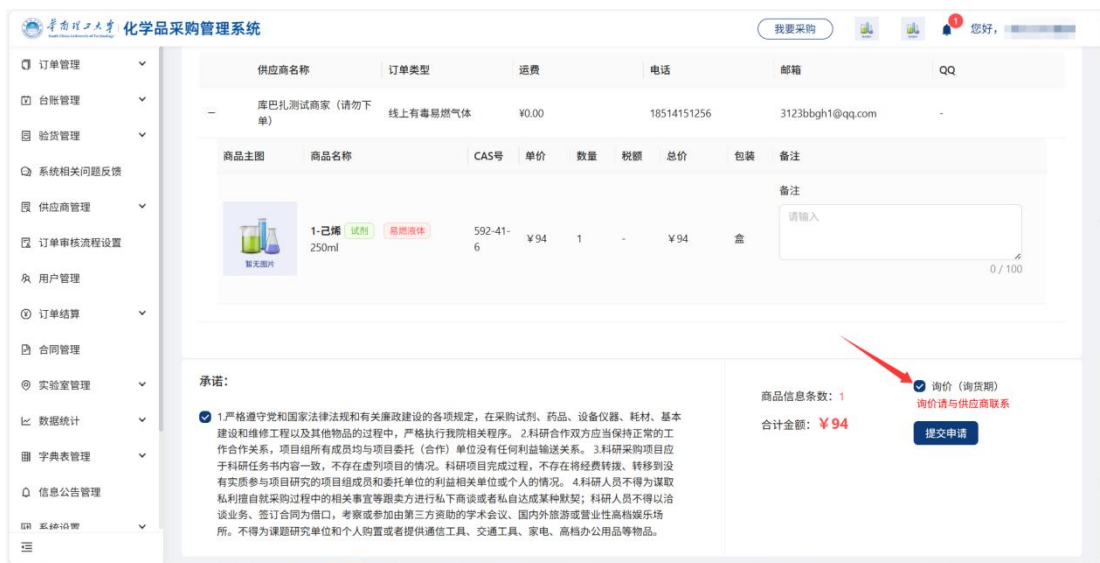 华南理工大学 化学品采购管理系统
我要采购
1
您好，
订单管理
台账管理
验货管理
系统相关问题反馈
供应商管理
订单审核流程设置
用户管理
订单结算
合同管理
实验室管理
数据统计
字典表管理
信息公告管理
系统设置
供应商名称 订单类型 运费 电话 邮箱 QQ
库巴扎测试商家（请勿下
单） 线上有毒易燃气体 ¥0.00 18514151256 3123bbgh1@qq.com -
商品主图 商品名称 CAS号 单价 数量 税额 总价 包装 备注
备注
请输入
1-己烯 试剂 易燃液体
250ml
592-41-
6
￥94 1 - ￥94 盒
暂无图片
0 / 100
承诺：
1.严格遵守党和国家法律法规和有关廉政建设的各项规定，在采购试剂、药品、设备仪器、耗材、基本
建设和维修工程以及其他物品的过程中，严格执行我院相关程序。 2.科研合作双方应当保持正常的工
作合作关系，项目组所有成员均与项目委托（合作）单位没有任何利益输送关系。 3.科研采购项目应
于科研任务书内容一致，不存在虚列项目的情况。科研项目完成过程，不存在将经费转拨、转移到没
有实质参与项目研究的项目组成员和委托单位的利益相关单位或个人的情况。 4.科研人员不得为谋取
私利擅自就采购过程中的相关事宜等跟卖方进行私下商谈或者私自达成某种默契；科研人员不得以洽
谈业务、签订合同为借口，考察或参加由第三方资助的学术会议、国内外旅游或营业性高档娱乐场
所。不得为课题研究单位和个人购置或者提供通信工具、交通工具、家电、高档办公用品等物品。
商品信息条数：1
合计金额：￥94
询价（询货期）
询价请与供应商联系
提交申请